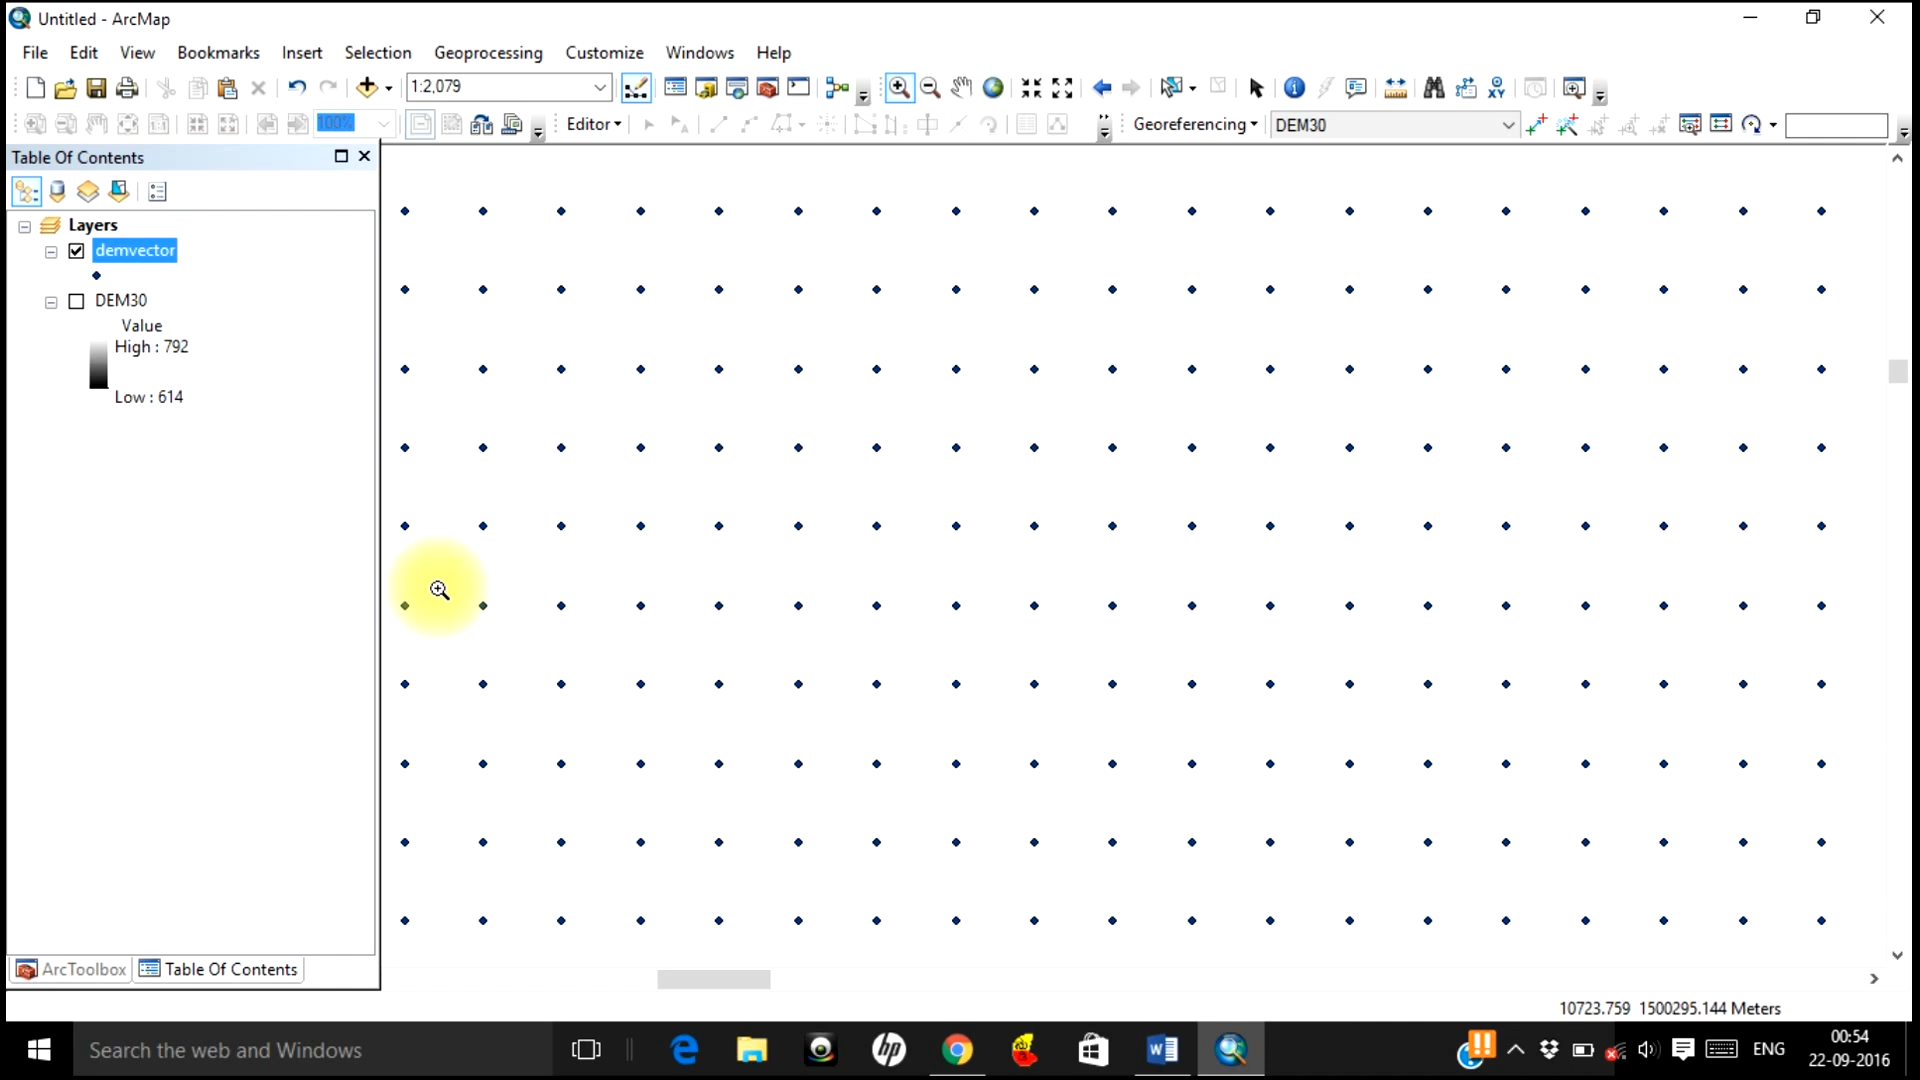 Untitled - ArcMap
File Edit View Bookmarks Insert Selection Geoprocessing Customize Windows Help
1:2,079
100% Editor Georeferencing DEM30
Table Of Contents
Layers
demvector
DEM30
Value
High : 792
Low : 614
ArcToolbox Table Of Contents
10723.759 1500295.144 Meters
Search the web and Windows
hp
ENG
00:54
22-09-2016